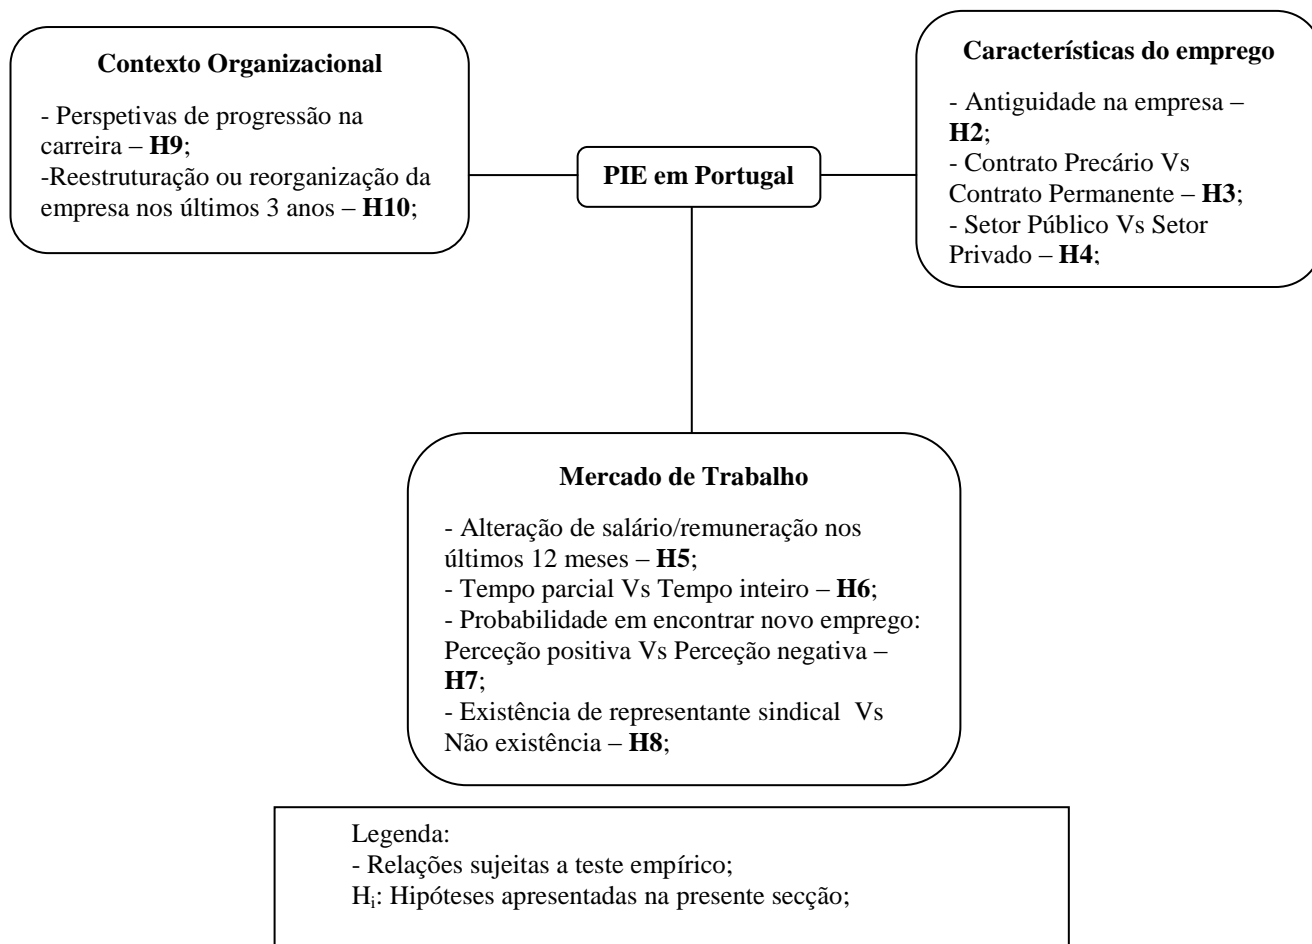 Contexto Organizacional
- Perspetivas de progressão na
carreira – H9;
-Reestruturação ou reorganização da
empresa nos últimos 3 anos – H10;
PIE em Portugal
Características do emprego
- Antiguidade na empresa –
H2;
- Contrato Precário Vs
Contrato Permanente – H3;
- Setor Público Vs Setor
Privado – H4;
Mercado de Trabalho
- Alteração de salário/remuneração nos
últimos 12 meses – H5;
- Tempo parcial Vs Tempo inteiro – H6;
- Probabilidade em encontrar novo emprego:
Perceção positiva Vs Perceção negativa –
H7;
- Existência de representante sindical Vs
Não existência – H8;
Legenda:
- Relações sujeitas a teste empírico;
Hi: Hipóteses apresentadas na presente secção;